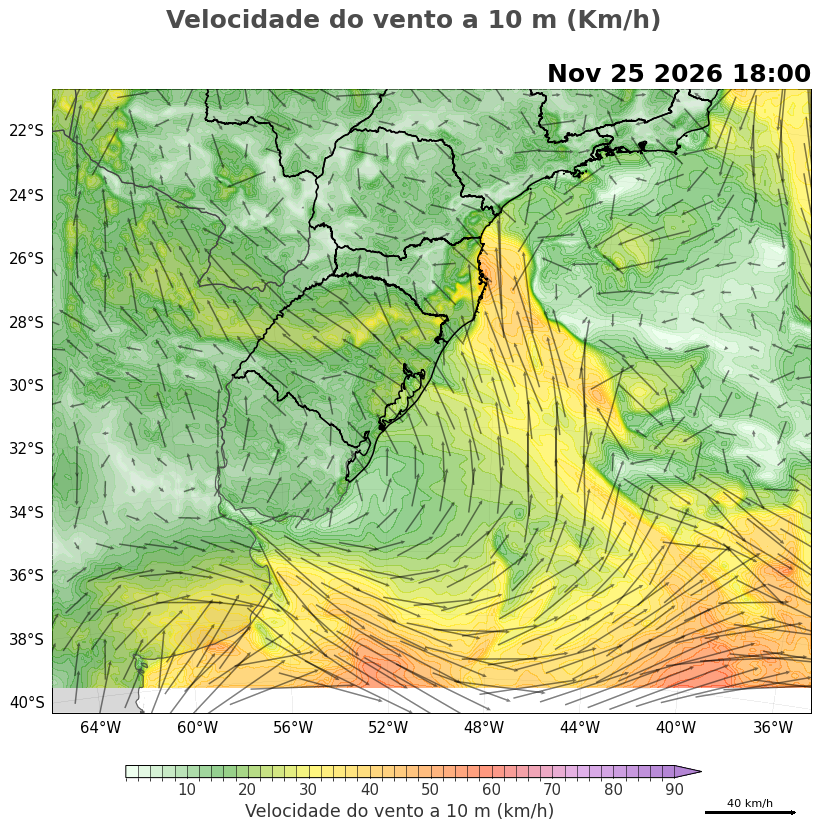 Velocidade do vento a 10 m (Km/h)
Nov 25 2026 18:00
22°S
24°S
26°S
28°S
30°S
32°S
34°S
36°S
38°S
40°S
64°W 60°W 56°W 52°W 48°W 44°W 40°W 36°W
10 20 30 40 50 60 70 80 90
Velocidade do vento a 10 m (km/h)
40 km/h